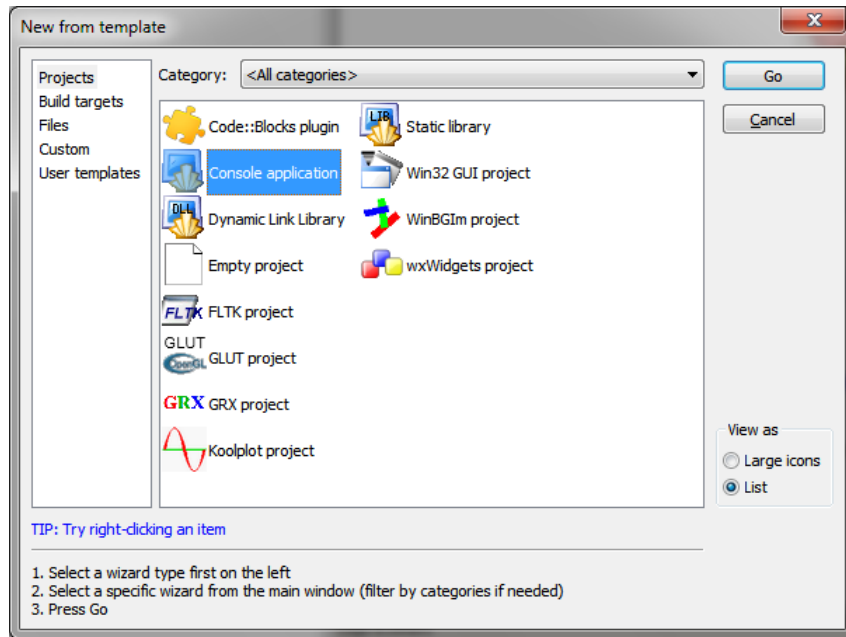 New from template
Projects
Build targets
Files
Custom
User templates
Category: <All categories>
Go
Cancel
Code::Blocks plugin
Console application
DLL
Dynamic Link Library
Empty project
FLTK
FLTK project
GLUT
OpenGL
GLUT project
GRX
GRX project
Koolplot project
LIB
Static library
Win32 GUI project
WinBGIm project
wxWidgets project
View as
Large icons
List
TIP: Try right-clicking an item
1. Select a wizard type first on the left
2. Select a specific wizard from the main window (filter by categories if needed)
3. Press Go